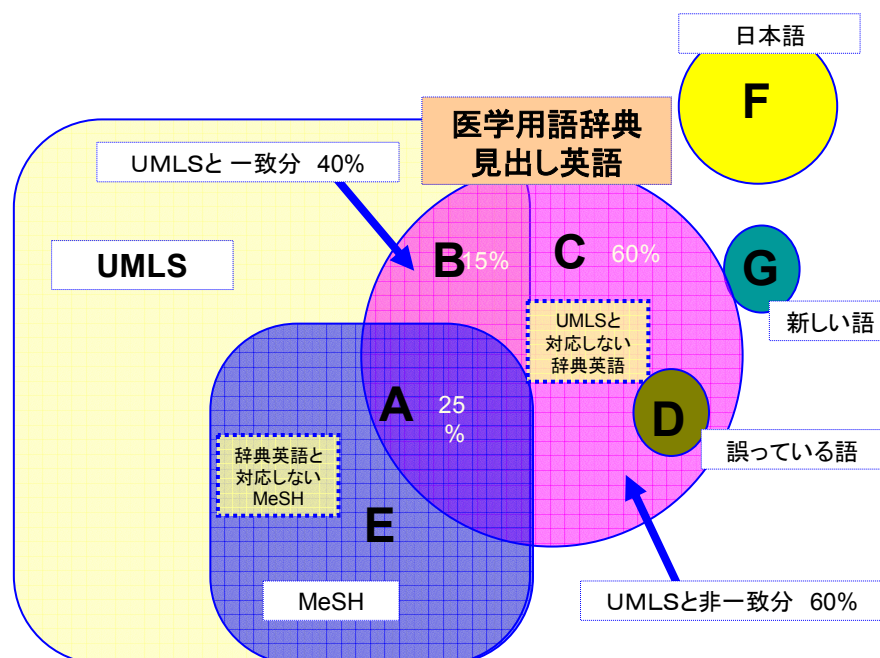 日本語
F
医学用語辞典
見出し英語
UMLSと 一致分 40%
UMLS
B 15%
C 60%
G
新しい語
UMLSと
対応しない
辞典英語
A 25
%
D
誤っている語
辞典英語と
対応しない
MeSH
E
MeSH
UMLSと非一致分 60%